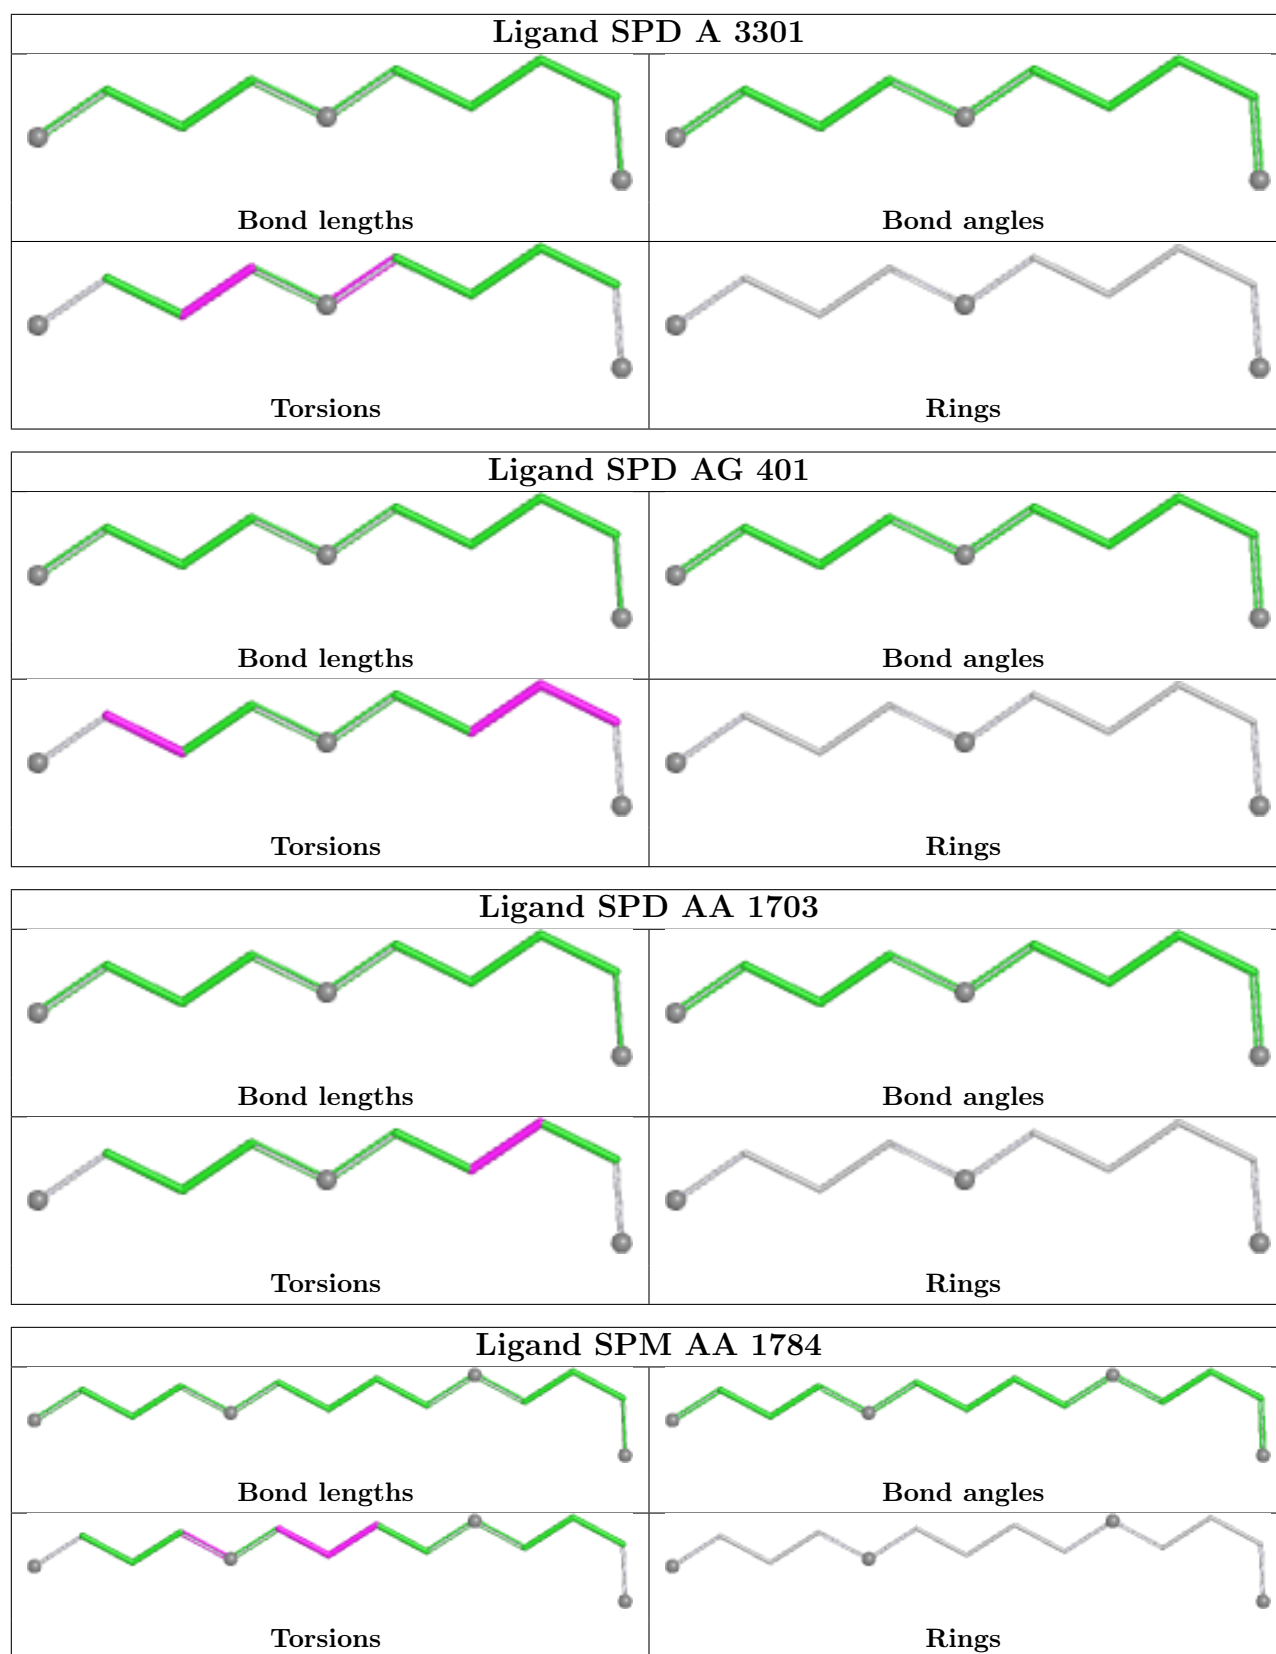 Ligand SPD A 3301
Bond lengths
Bond angles
Torsions
Rings
Ligand SPD AG 401
Bond lengths
Bond angles
Torsions
Rings
Ligand SPD AA 1703
Bond lengths
Bond angles
Torsions
Rings
Ligand SPM AA 1784
Bond lengths
Bond angles
Torsions
Rings